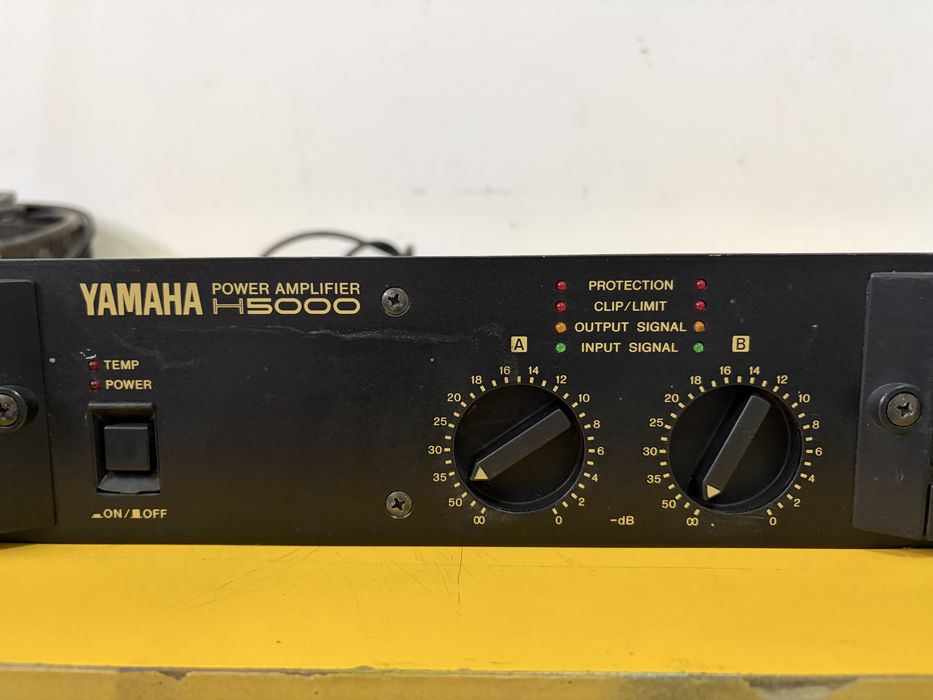 YAMAHA POWER AMPLIFIER
H5000
PROTECTION
CLIP/LIMIT
OUTPUT SIGNAL
INPUT SIGNAL
TEMP
POWER
ON/OFF
A
∞ 50 35 30 25 20 18 16 14 12 10 8 6 4 2 0
-dB
B
∞ 50 35 30 25 20 18 16 14 12 10 8 6 4 2 0